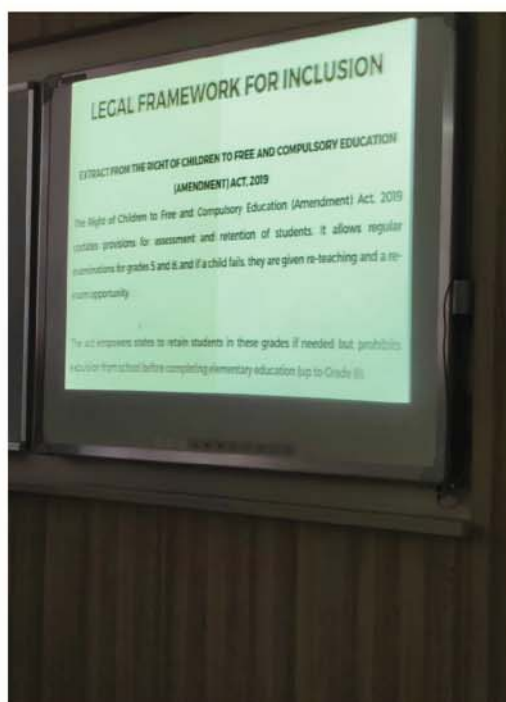 LEGAL FRAMEWORK FOR INCLUSION
EXTRACT FROM THE RIGHT OF CHILDREN TO FREE AND COMPULSORY EDUCATION
(AMENDMENT) ACT, 2019
The Right of Children to Free and Compulsory Education (Amendment) Act, 2019
contains provisions for assessment and retention of students. It allows regular
examinations for grades 5 and 8, and if a child fails, they are given re-teaching and a re-
exam opportunity.
The act empowers states to retain students in these grades if needed but prohibits
expulsion from school before completing elementary education (up to Grade 8).